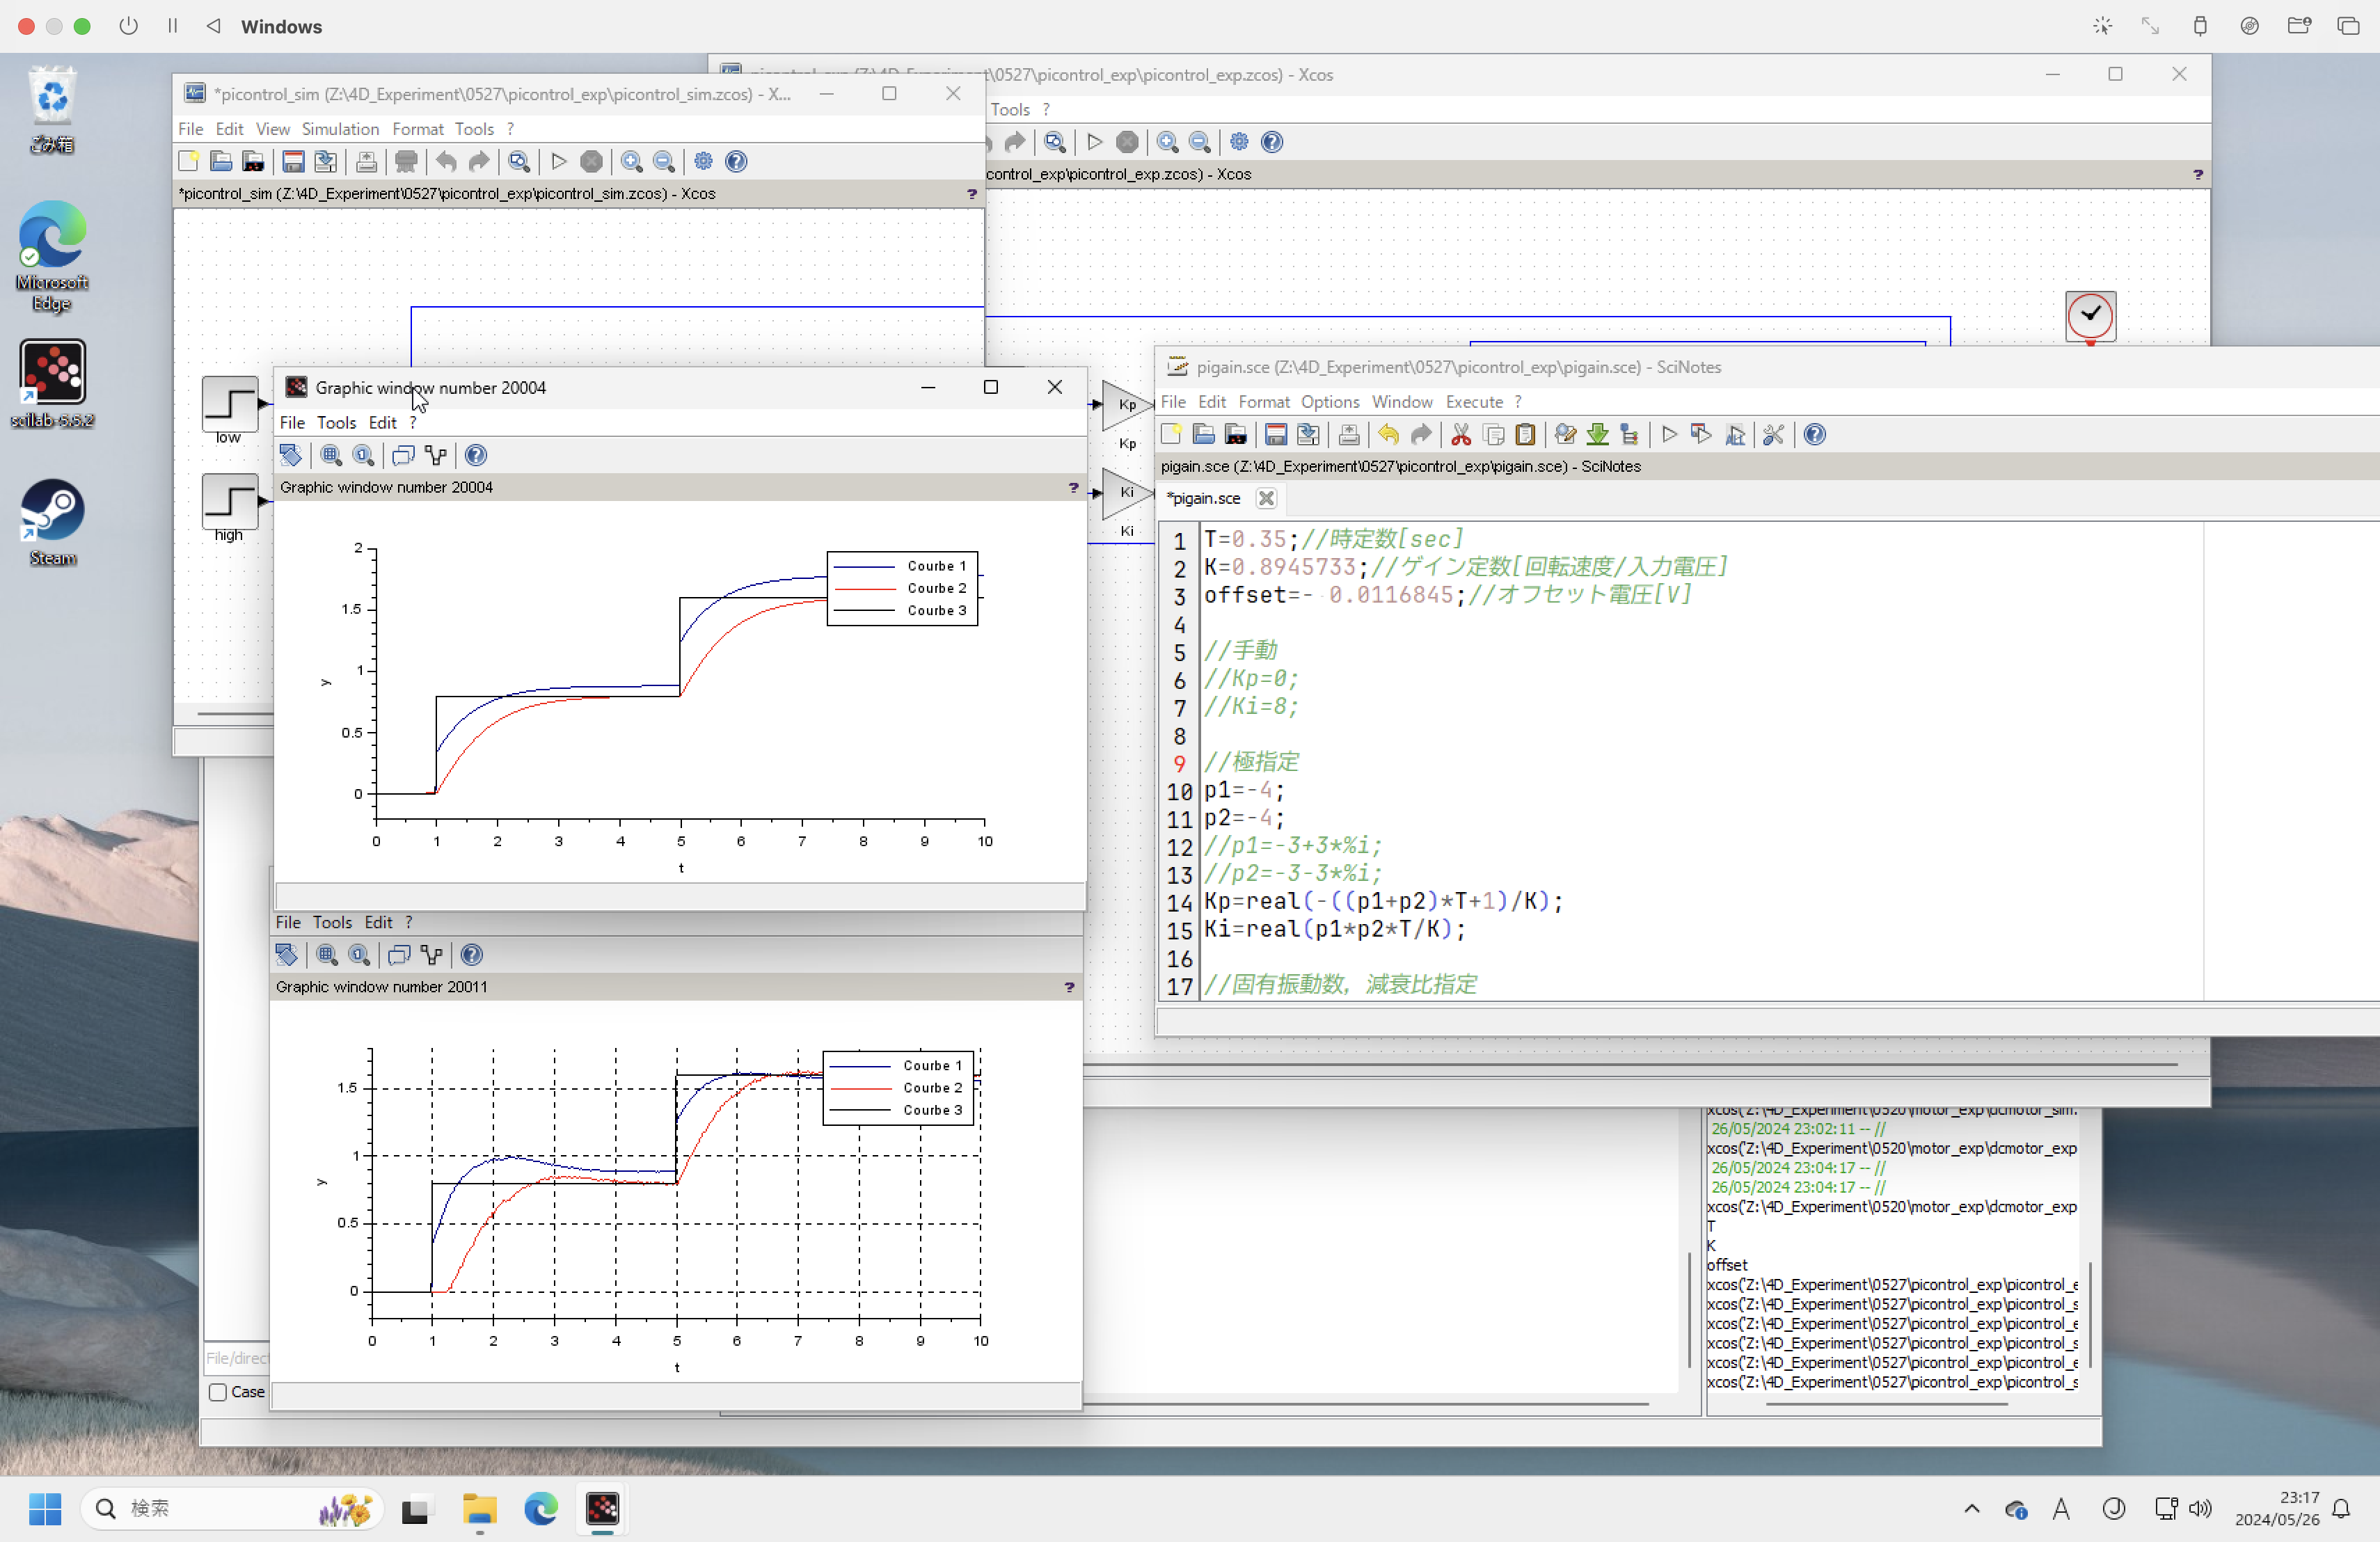 Windows
ごみ箱
Microsoft Edge
scilab-5.5.2
Steam
picontrol_exp (Z:\4D_Experiment\0527\picontrol_exp\picontrol_exp.zcos) - Xcos
Tools ?
control_exp\picontrol_exp.zcos) - Xcos
?
*picontrol_sim (Z:\4D_Experiment\0527\picontrol_exp\picontrol_sim.zcos) - X...
File Edit View Simulation Format Tools ?
*picontrol_sim (Z:\4D_Experiment\0527\picontrol_exp\picontrol_sim.zcos) - Xcos
?
low
high
Kp
Kp
Ki
Ki
Graphic window number 20004
File Tools Edit ?
Graphic window number 20004
?
2
1.5
1
0.5
0
y
0 1 2 3 4 5 6 7 8 9 10
t
Courbe 1
Courbe 2
Courbe 3
File Tools Edit ?
Graphic window number 20011
?
1.5
1
0.5
0
y
0 1 2 3 4 5 6 7 8 9 10
t
Courbe 1
Courbe 2
Courbe 3
pigain.sce (Z:\4D_Experiment\0527\picontrol_exp\pigain.sce) - SciNotes
File Edit Format Options Window Execute ?
pigain.sce (Z:\4D_Experiment\0527\picontrol_exp\pigain.sce) - SciNotes
*pigain.sce
1 T=0.35;//時定数[sec]
2 K=0.8945733;//ゲイン定数[回転速度/入力電圧]
3 offset=- 0.0116845;//オフセット電圧[V]
4
5 //手動
6 //Kp=0;
7 //Ki=8;
8
9 //極指定
10 p1=-4;
11 p2=-4;
12 //p1=-3+3*%i;
13 //p2=-3-3*%i;
14 Kp=real(-((p1+p2)*T+1)/K);
15 Ki=real(p1*p2*T/K);
16
17 //固有振動数，減衰比指定
xcos('Z:\4D_Experiment\0520\motor_exp\dcmotor_sim.
26/05/2024 23:02:11 -- //
xcos('Z:\4D_Experiment\0520\motor_exp\dcmotor_exp
26/05/2024 23:04:17 -- //
26/05/2024 23:04:17 -- //
xcos('Z:\4D_Experiment\0520\motor_exp\dcmotor_exp
T
K
offset
xcos('Z:\4D_Experiment\0527\picontrol_exp\picontrol_e
xcos('Z:\4D_Experiment\0527\picontrol_exp\picontrol_s
xcos('Z:\4D_Experiment\0527\picontrol_exp\picontrol_e
xcos('Z:\4D_Experiment\0527\picontrol_exp\picontrol_s
xcos('Z:\4D_Experiment\0527\picontrol_exp\picontrol_e
xcos('Z:\4D_Experiment\0527\picontrol_exp\picontrol_s
File/direct
Case
検索
A
23:17
2024/05/26